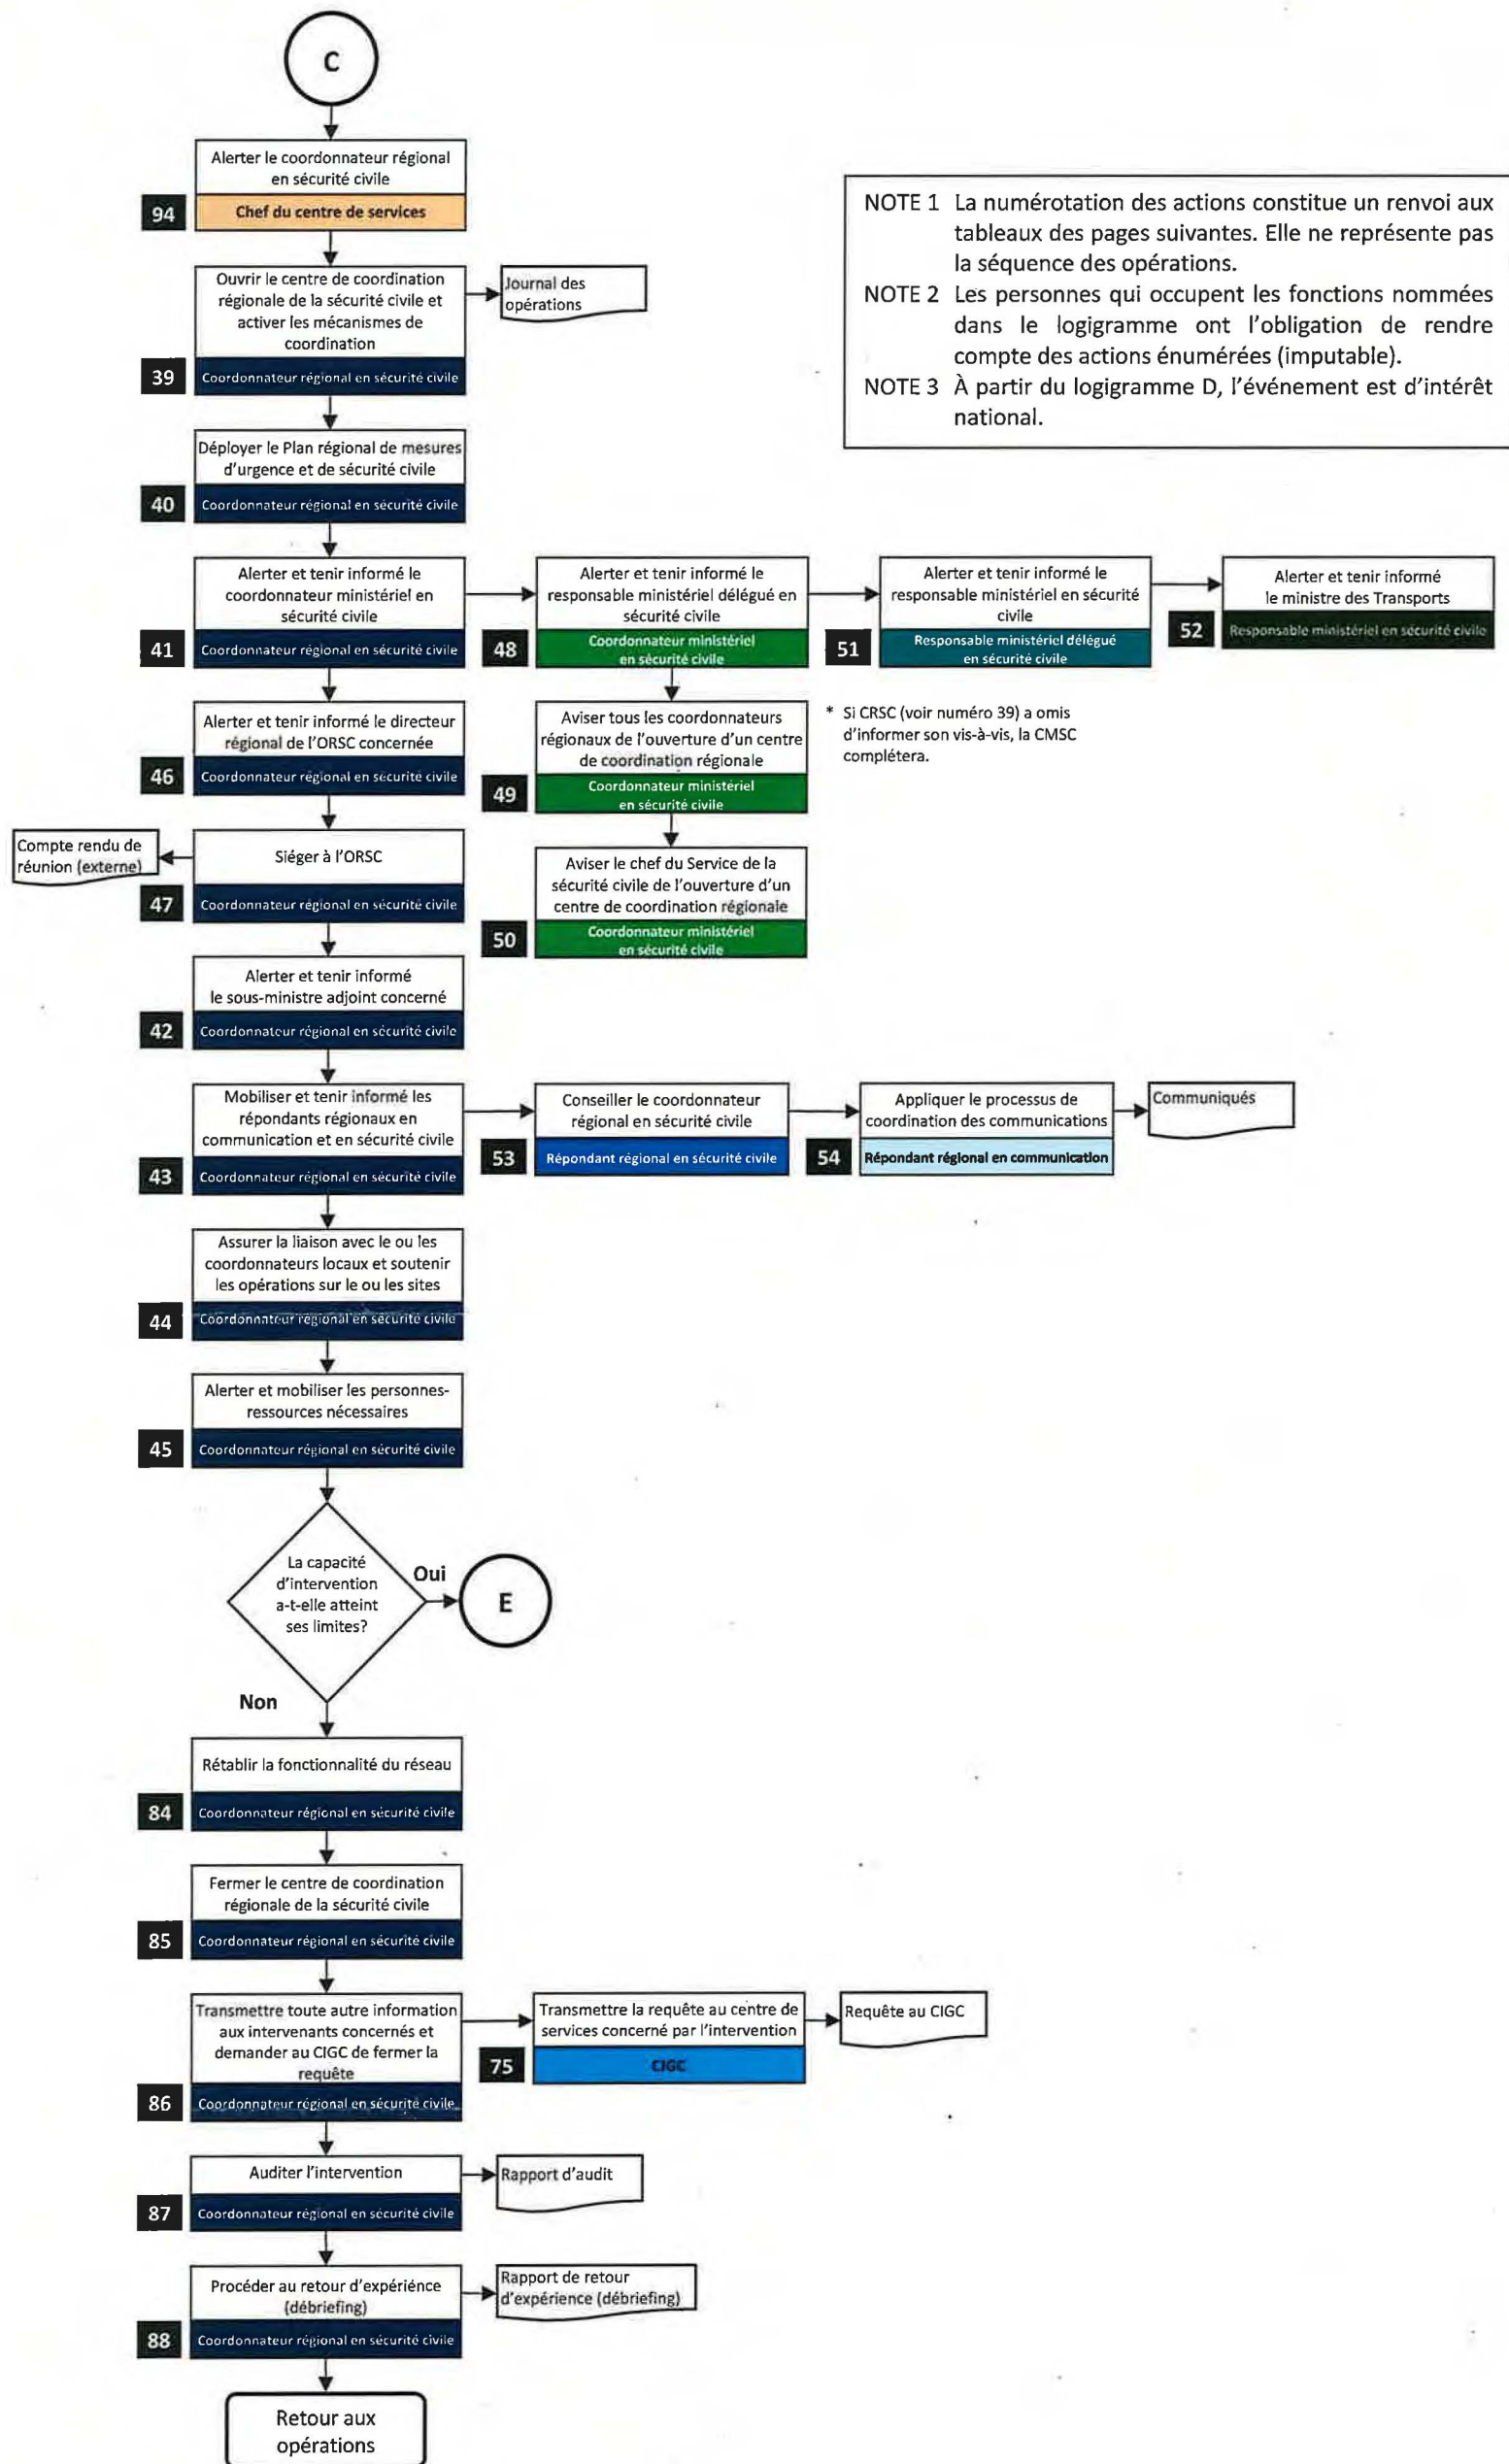 C
Alerter le coordonnateur régional
en sécurité civile
94
Chef du centre de services
NOTE 1 La numérotation des actions constitue un renvoi aux
tableaux des pages suivantes. Elle ne représente pas
la séquence des opérations.
NOTE 2 Les personnes qui occupent les fonctions nommées
dans le logigramme ont l'obligation de rendre
compte des actions énumérées (imputable).
NOTE 3 À partir du logigramme D, l'événement est d'intérêt
national.
Ouvrir le centre de coordination
régionale de la sécurité civile et
activer les mécanismes de
coordination
39
Coordonnateur régional en sécurité civile
Journal des
opérations
Déployer le Plan régional de mesures
d'urgence et de sécurité civile
40
Coordonnateur régional en sécurité civile
Alerter et tenir informé le
coordonnateur ministériel en
sécurité civile
41
Coordonnateur régional en sécurité civile
Alerter et tenir informé le
responsable ministériel délégué en
sécurité civile
48
Coordonnateur ministériel
en sécurité civile
Alerter et tenir informé le
responsable ministériel en sécurité
civile
51
Responsable ministériel délégué
en sécurité civile
Alerter et tenir informé
le ministre des Transports
52
Responsable ministériel en sécurité civile
Alerter et tenir informé le directeur
régional de l'ORSC concernée
46
Coordonnateur régional en sécurité civile
Aviser tous les coordonnateurs
régionaux de l'ouverture d'un centre
de coordination régionale
49
Coordonnateur ministériel
en sécurité civile
* Si CRSC (voir numéro 39) a omis
d'informer son vis-à-vis, la CMSC
complétera.
Compte rendu de
réunion (externe)
Siéger à l'ORSC
47
Coordonnateur régional en sécurité civile
Aviser le chef du Service de la
sécurité civile de l'ouverture d'un
centre de coordination régionale
50
Coordonnateur ministériel
en sécurité civile
Alerter et tenir informé
le sous-ministre adjoint concerné
42
Coordonnateur régional en sécurité civile
Mobiliser et tenir informé les
répondants régionaux en
communication et en sécurité civile
43
Coordonnateur régional en sécurité civile
Conseiller le coordonnateur
régional en sécurité civile
53
Répondant régional en sécurité civile
Appliquer le processus de
coordination des communications
54
Répondant régional en communication
Communiqués
Assurer la liaison avec le ou les
coordonnateurs locaux et soutenir
les opérations sur le ou les sites
44
Coordonnateur régional en sécurité civile
Alerter et mobiliser les personnes-
ressources nécessaires
45
Coordonnateur régional en sécurité civile
La capacité
d'intervention
a-t-elle atteint
ses limites?
Oui
E
Non
Rétablir la fonctionnalité du réseau
84
Coordonnateur régional en sécurité civile
Fermer le centre de coordination
régionale de la sécurité civile
85
Coordonnateur régional en sécurité civile
Transmettre toute autre information
aux intervenants concernés et
demander au CIGC de fermer la
requête
86
Coordonnateur régional en sécurité civile
Transmettre la requête au centre de
services concerné par l'intervention
75
CIGC
Requête au CIGC
Auditer l'intervention
87
Coordonnateur régional en sécurité civile
Rapport d'audit
Procéder au retour d'expérience
(débriefing)
88
Coordonnateur régional en sécurité civile
Rapport de retour
d'expérience (débriefing)
Retour aux
opérations